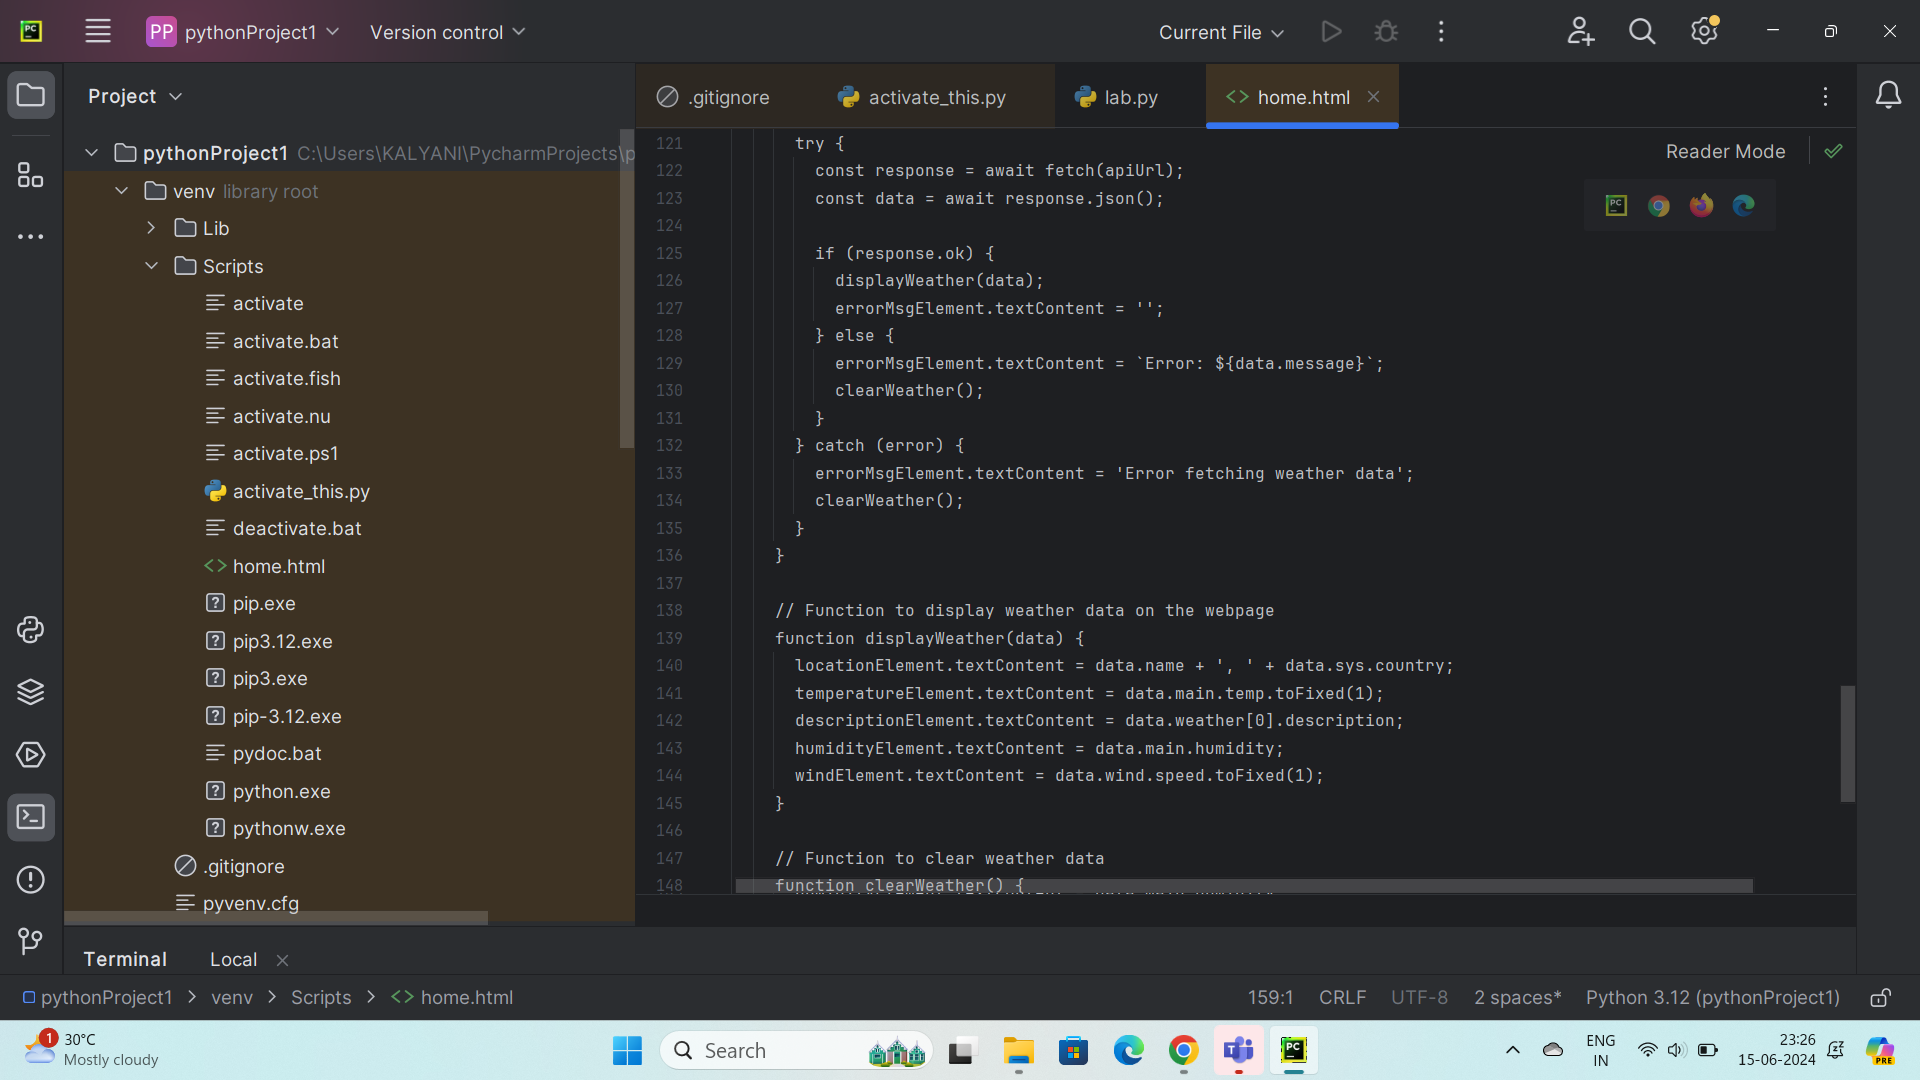 PC
PP pythonProject1
Version control
Current File
Project
.gitignore
activate_this.py
lab.py
<> home.html
pythonProject1 C:\Users\KALYANI\PycharmProjects\p
venv library root
Lib
Scripts
activate
activate.bat
activate.fish
activate.nu
activate.ps1
activate_this.py
deactivate.bat
<> home.html
? pip.exe
? pip3.12.exe
? pip3.exe
? pip-3.12.exe
pydoc.bat
? python.exe
? pythonw.exe
.gitignore
pyvenv.cfg
Reader Mode
PC
121 try {
122 const response = await fetch(apiUrl);
123 const data = await response.json();
124
125 if (response.ok) {
126 displayWeather(data);
127 errorMsgElement.textContent = '';
128 } else {
129 errorMsgElement.textContent = `Error: ${data.message}`;
130 clearWeather();
131 }
132 } catch (error) {
133 errorMsgElement.textContent = 'Error fetching weather data';
134 clearWeather();
135 }
136 }
137
138 // Function to display weather data on the webpage
139 function displayWeather(data) {
140 locationElement.textContent = data.name + ', ' + data.sys.country;
141 temperatureElement.textContent = data.main.temp.toFixed(1);
142 descriptionElement.textContent = data.weather[0].description;
143 humidityElement.textContent = data.main.humidity;
144 windElement.textContent = data.wind.speed.toFixed(1);
145 }
146
147 // Function to clear weather data
148 function clearWeather() {
Terminal
Local
pythonProject1 > venv > Scripts > <> home.html
159:1
CRLF
UTF-8
2 spaces*
Python 3.12 (pythonProject1)
1
30°C
Mostly cloudy
Search
PC
ENG
IN
23:26
15-06-2024
PRE